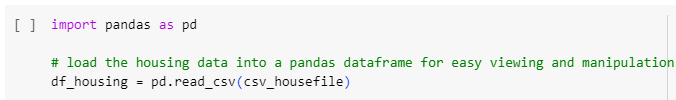 [ ] import pandas as pd
# load the housing data into a pandas dataframe for easy viewing and manipulation
df_housing = pd.read_csv(csv_housefile)